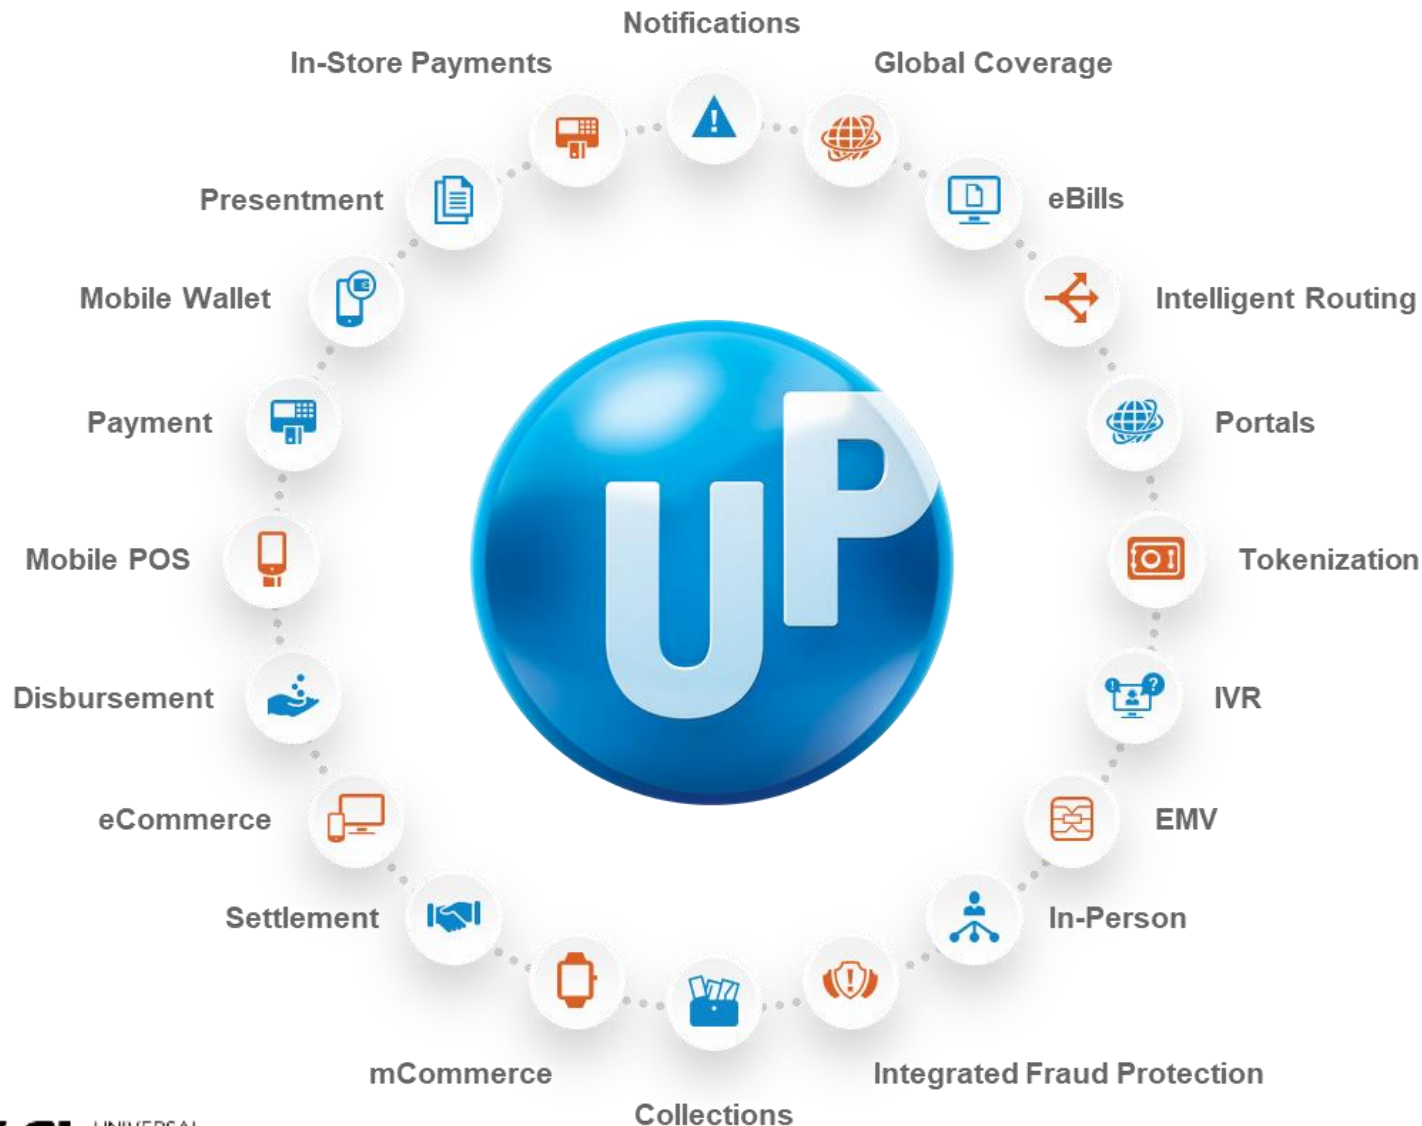 Notifications
In-Store Payments
Global Coverage
Presentment
eBills
Mobile Wallet
Intelligent Routing
Payment
Portals
UP
Mobile POS
Tokenization
Disbursement
IVR
eCommerce
EMV
Settlement
In-Person
mCommerce
Integrated Fraud Protection
Collections
UNIVERSAL